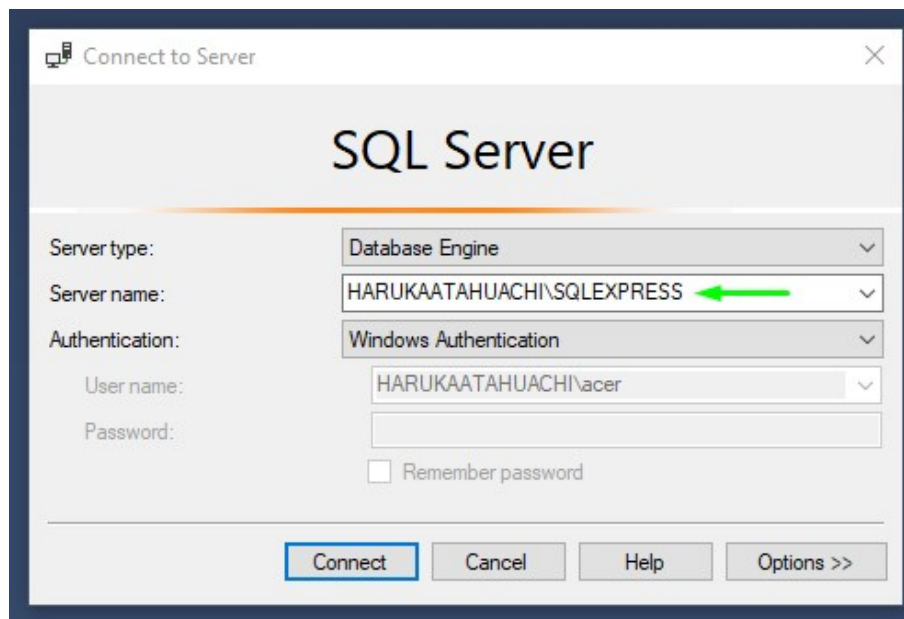 Connect to Server
SQL Server
Server type: Database Engine
Server name: HARUKAATAHUACHI\SQLEXPRESS
Authentication: Windows Authentication
User name: HARUKAATAHUACHI\acer
Password:
Remember password
Connect Cancel Help Options >>